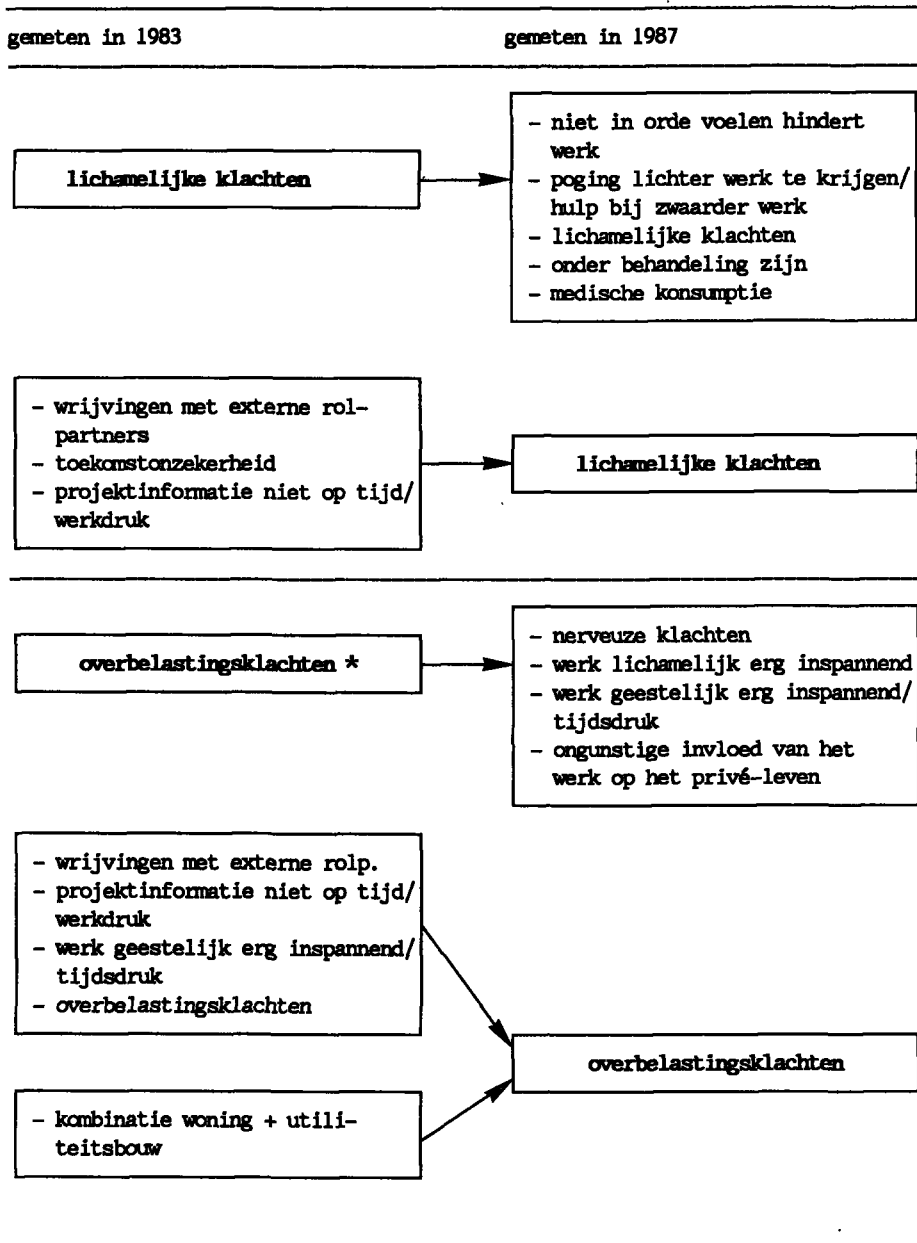 gemeten in 1983
gemeten in 1987
lichamelijke klachten
- niet in orde voelen hindert
werk
- poging lichter werk te krijgen/
hulp bij zwaarder werk
- lichamelijke klachten
- onder behandeling zijn
- medische konsumptie
- wrijvingen met externe rol-
partners
- toekomstonzekerheid
- projektinformatie niet op tijd/
werkdruk
lichamelijke klachten
overbelastingsklachten *
- nerveuze klachten
- werk lichamelijk erg inspannend
- werk geestelijk erg inspannend/
tijdsdruk
- ongunstige invloed van het
werk op het privé-leven
- wrijvingen met externe rolp.
- projektinformatie niet op tijd/
werkdruk
- werk geestelijk erg inspannend/
tijdsdruk
- overbelastingsklachten
overbelastingsklachten
- kombinatie woning + utili-
teitsbouw